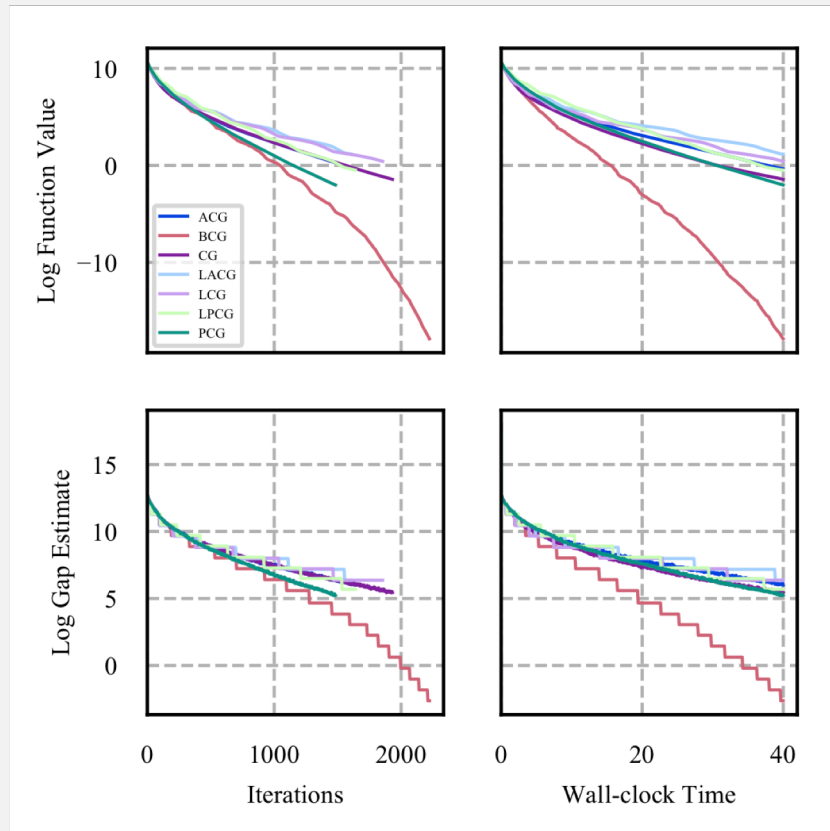 Log Function Value
10
0
−10
ACG
BCG
CG
LACG
LCG
LPCG
PCG
Log Gap Estimate
15
10
5
0
0
1000
2000
0
20
40
Iterations
Wall-clock Time